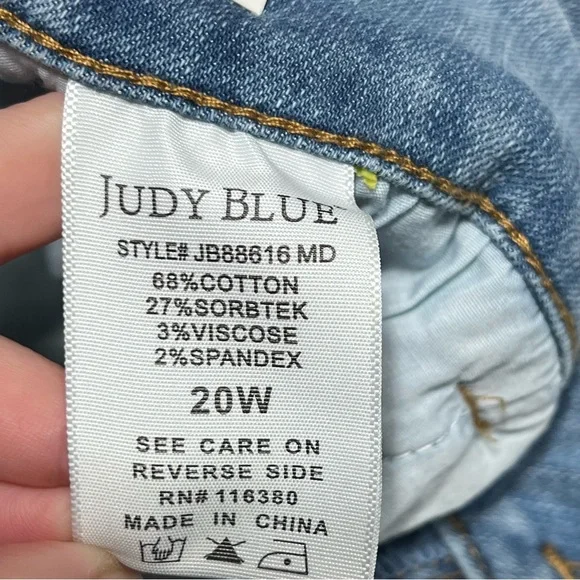 JUDY BLUE™
STYLE# JB88616 MD
68%COTTON
27%SORBTEK
3%VISCOSE
2%SPANDEX
20W
SEE CARE ON
REVERSE SIDE
RN# 116380
MADE IN CHINA